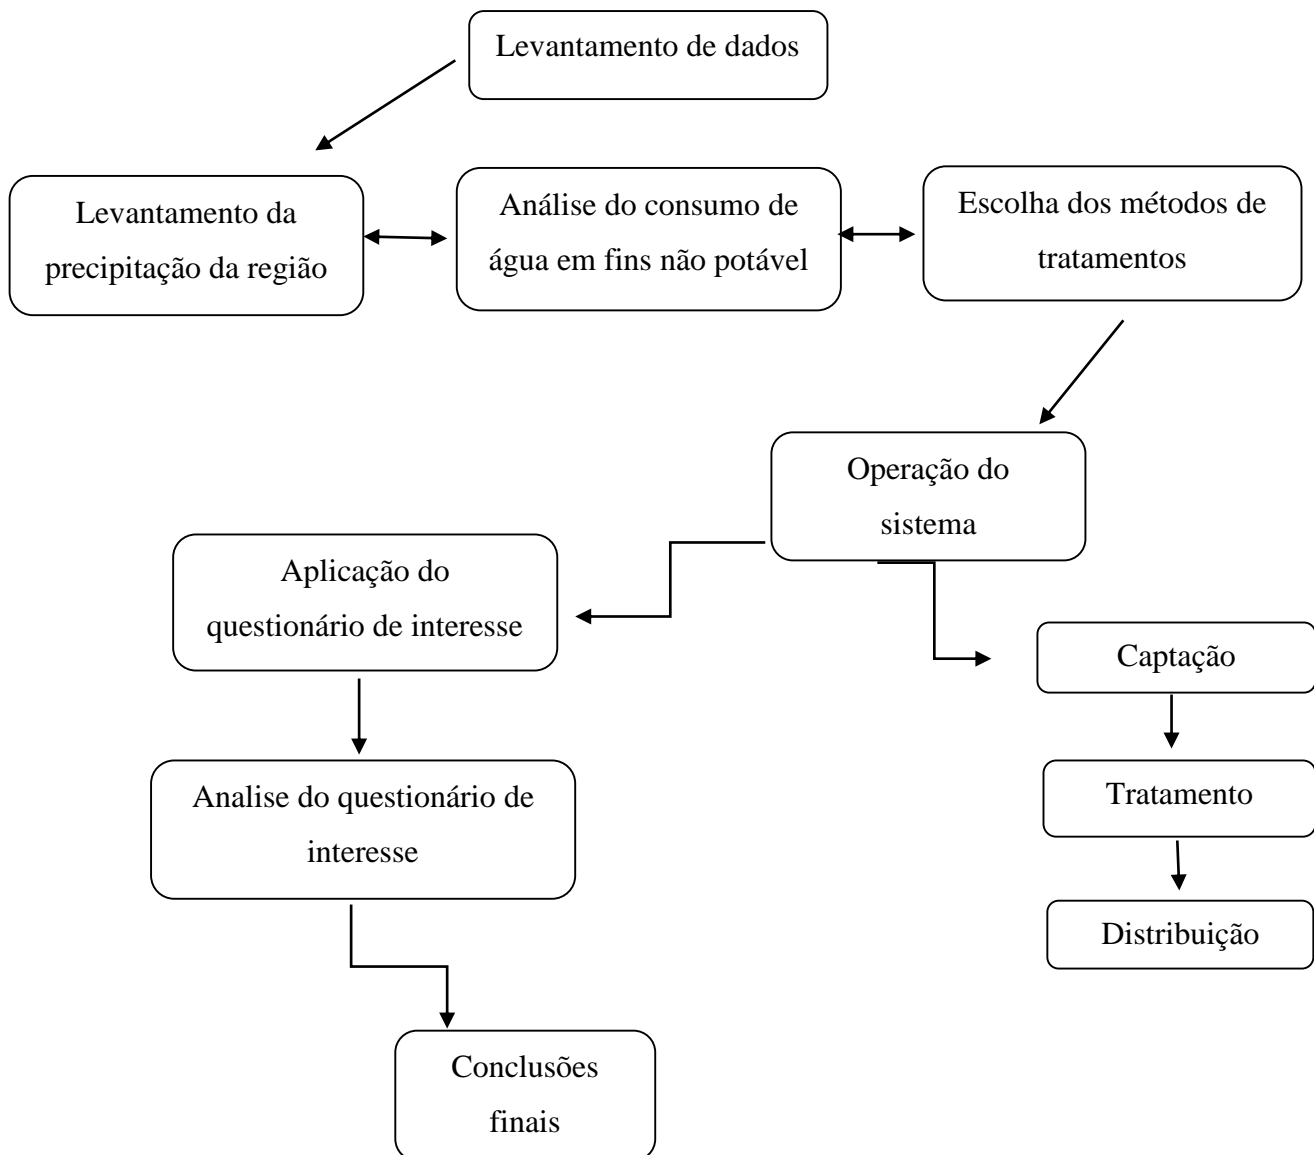 Levantamento de dados
Levantamento da
precipitação da região
Análise do consumo de
água em fins não potável
Escolha dos métodos de
tratamentos
Operação do
sistema
Aplicação do
questionário de interesse
Captação
Tratamento
Analise do questionário de
interesse
Distribuição
Conclusões
finais